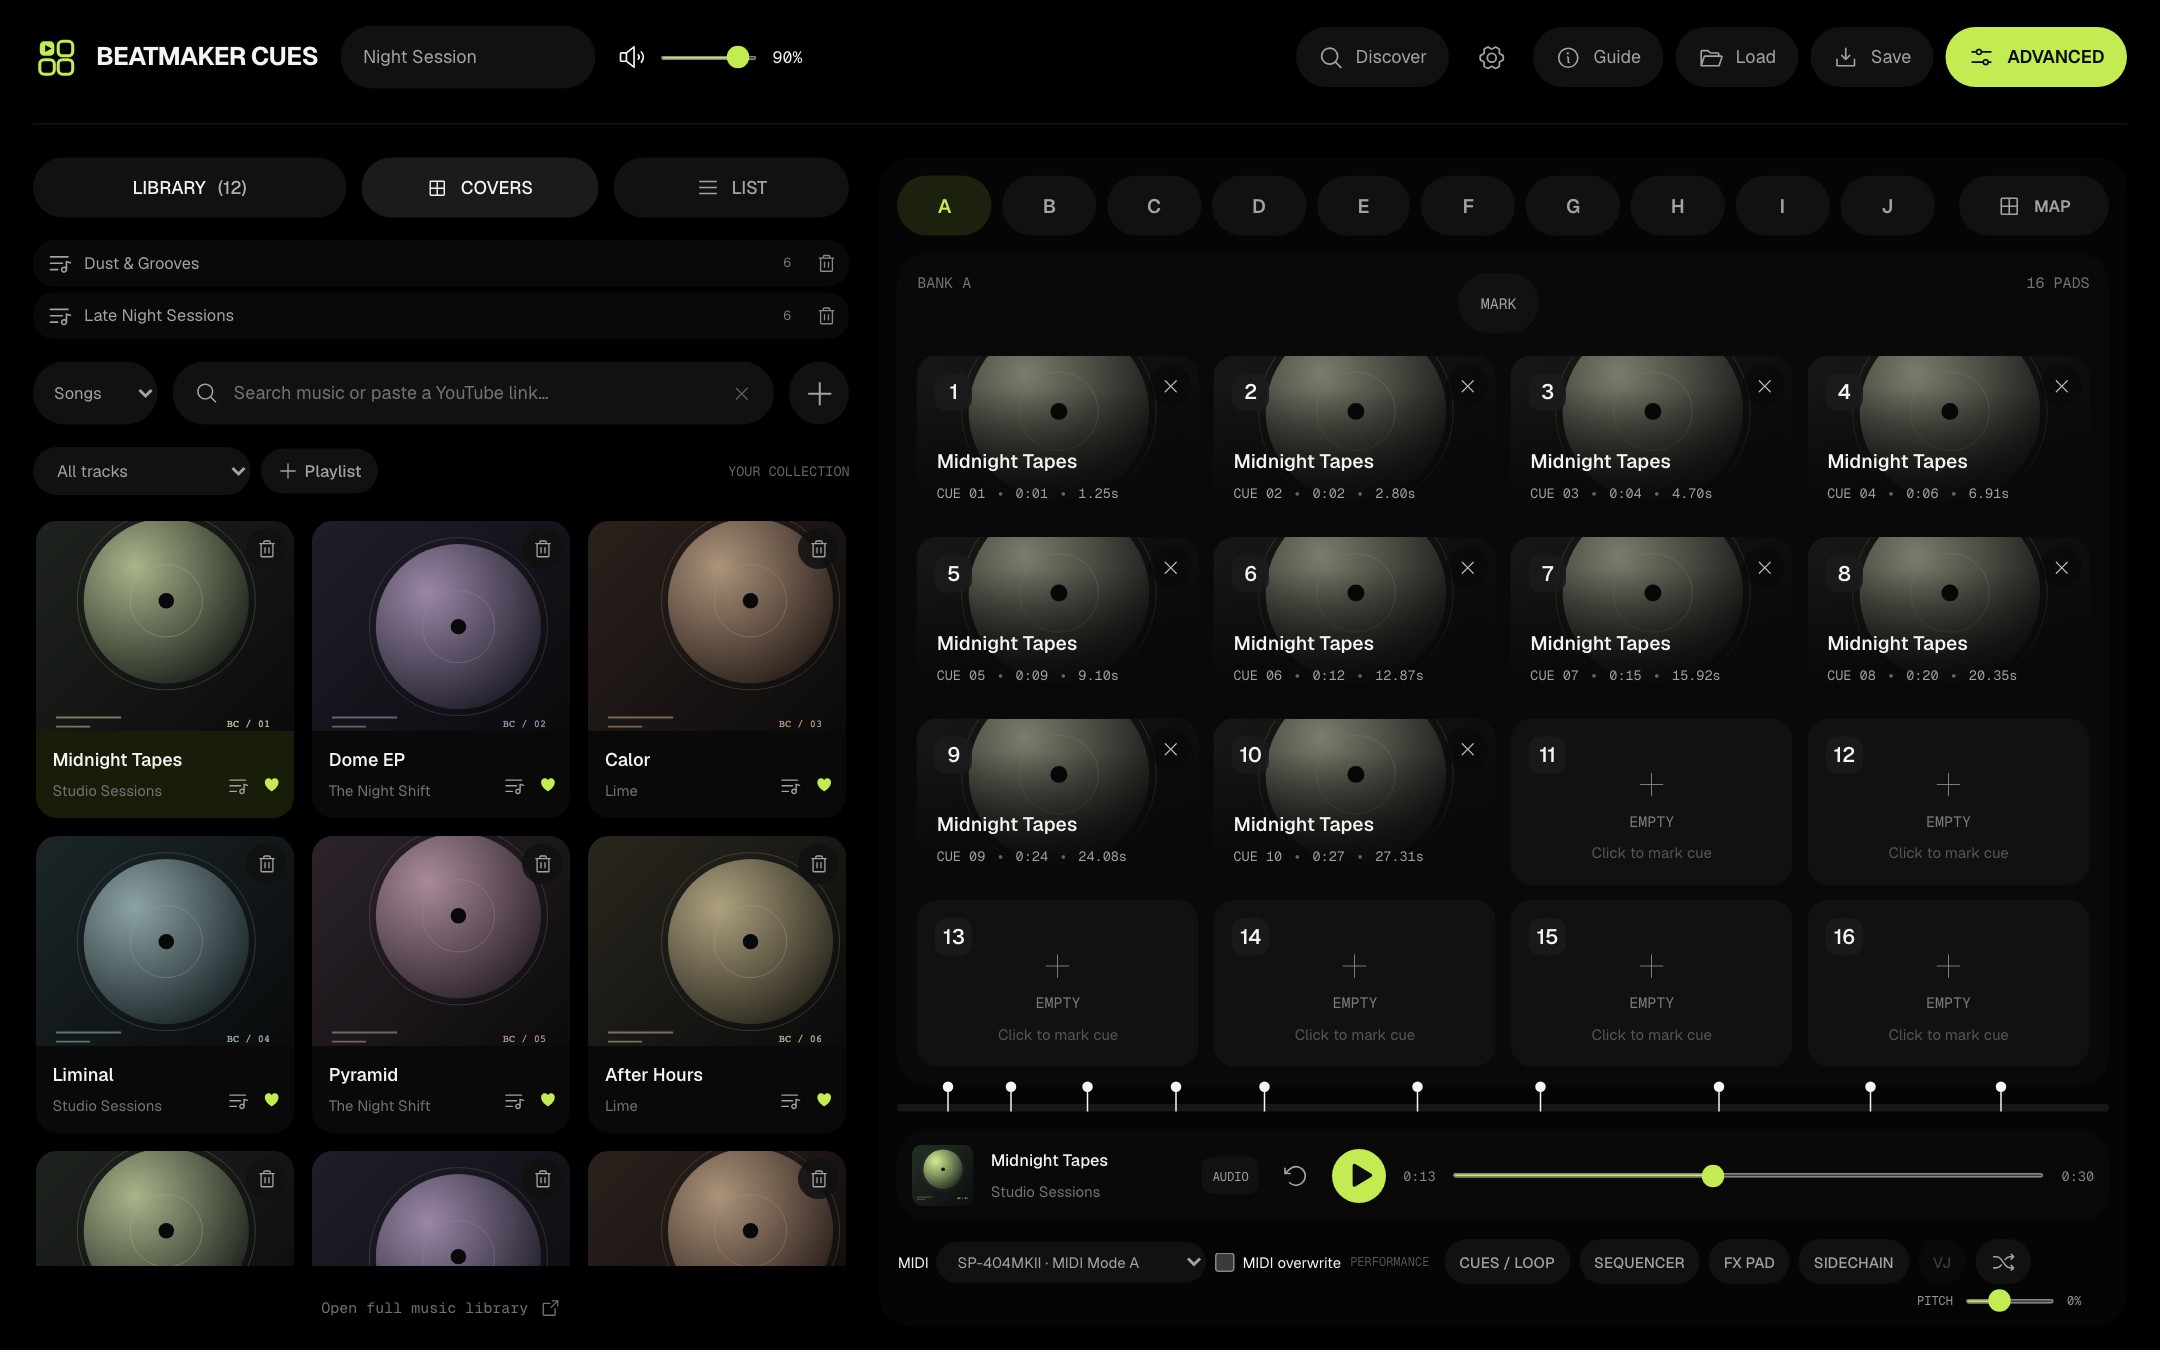 BEATMAKER CUES
Night Session
90%
Discover
Guide
Load
Save
ADVANCED
LIBRARY (12)
COVERS
LIST
Dust & Grooves 6
Late Night Sessions 6
Songs
Search music or paste a YouTube link...
All tracks
Playlist
YOUR COLLECTION
BC / 01
Midnight Tapes
Studio Sessions
BC / 02
Dome EP
The Night Shift
BC / 03
Calor
Lime
BC / 04
Liminal
Studio Sessions
BC / 05
Pyramid
The Night Shift
BC / 06
After Hours
Lime
Open full music library
A B C D E F G H I J MAP
BANK A
MARK
16 PADS
1
Midnight Tapes
CUE 01 • 0:01 • 1.25s
2
Midnight Tapes
CUE 02 • 0:02 • 2.80s
3
Midnight Tapes
CUE 03 • 0:04 • 4.70s
4
Midnight Tapes
CUE 04 • 0:06 • 6.91s
5
Midnight Tapes
CUE 05 • 0:09 • 9.10s
6
Midnight Tapes
CUE 06 • 0:12 • 12.87s
7
Midnight Tapes
CUE 07 • 0:15 • 15.92s
8
Midnight Tapes
CUE 08 • 0:20 • 20.35s
9
Midnight Tapes
CUE 09 • 0:24 • 24.08s
10
Midnight Tapes
CUE 10 • 0:27 • 27.31s
11
EMPTY
Click to mark cue
12
EMPTY
Click to mark cue
13
EMPTY
Click to mark cue
14
EMPTY
Click to mark cue
15
EMPTY
Click to mark cue
16
EMPTY
Click to mark cue
Midnight Tapes
Studio Sessions
AUDIO
0:13
0:30
MIDI
SP-404MKII · MIDI Mode A
MIDI overwrite
PERFORMANCE
CUES / LOOP
SEQUENCER
FX PAD
SIDECHAIN
VJ
PITCH
0%